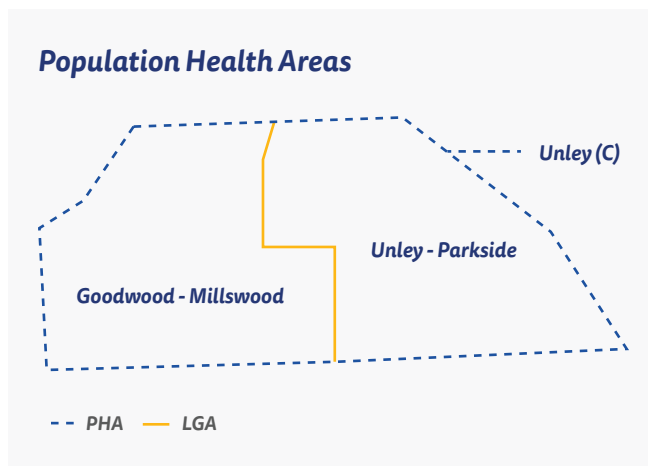 Population Health Areas
Unley (C)
Unley - Parkside
Goodwood - Millswood
PHA LGA